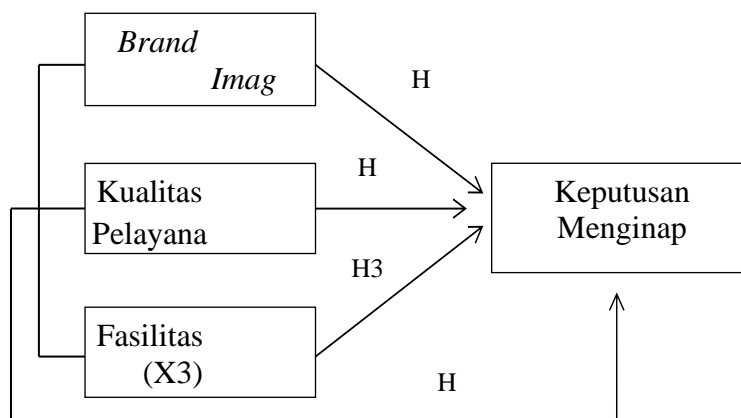 Brand
Imag
H
Kualitas
Pelayana
H
Keputusan
Menginap
H3
Fasilitas
(X3)
H